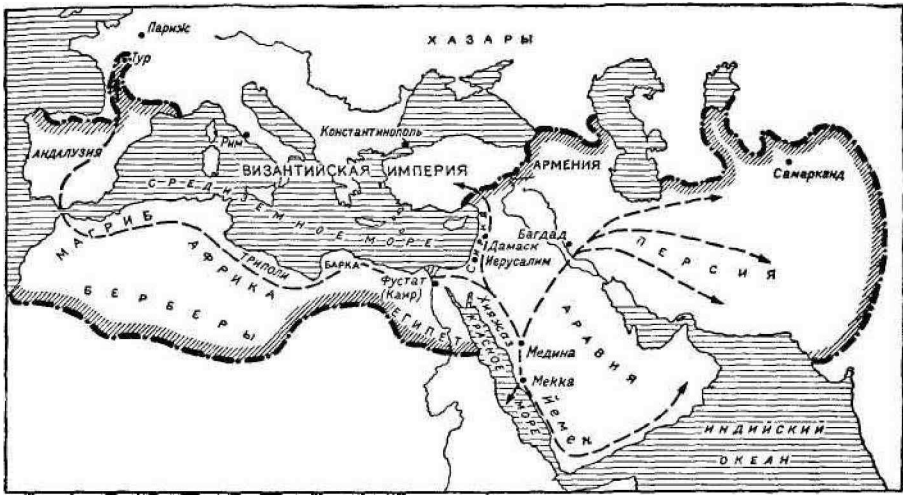 Париж
ХАЗАРЫ
Тур
Константинополь
Рим
АНДАЛУЗИЯ
ВИЗАНТИЙСКАЯ ИМПЕРИЯ
АРМЕНИЯ
Самарканд
СРЕДИЗЕМНОЕ МОРЕ
МАГРИБ
АФРИКА
ТРИПОЛИ
БАРКА
Дамаск
Иерусалим
Багдад
ПЕРСИЯ
Фустат
(Каир)
БЕРБЕРЫ
ЕГИПЕТ
Хиджаз
КРАСНОЕ
МОРЕ
АРАВИЯ
Медина
Мекка
Йемен
ИНДИЙСКИЙ
ОКЕАН